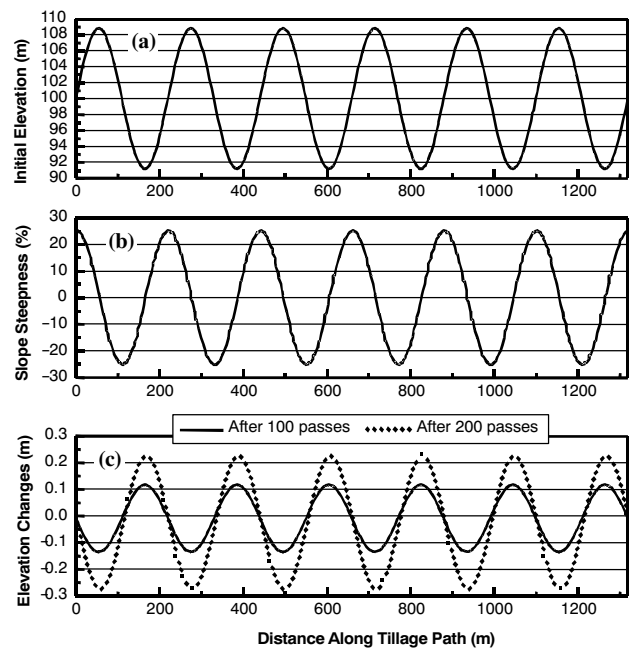 110
108
106
104
102
100
98
96
94
92
90
Initial Elevation (m)
(a)
0 200 400 600 800 1000 1200
30
20
10
0
–10
–20
–30
Slope Steepness (%)
(b)
0 200 400 600 800 1000 1200
After 100 passes After 200 passes
0.3
0.2
0.1
0.0
-0.1
-0.2
-0.3
Elevation Changes (m)
(c)
0 200 400 600 800 1000 1200
Distance Along Tillage Path (m)